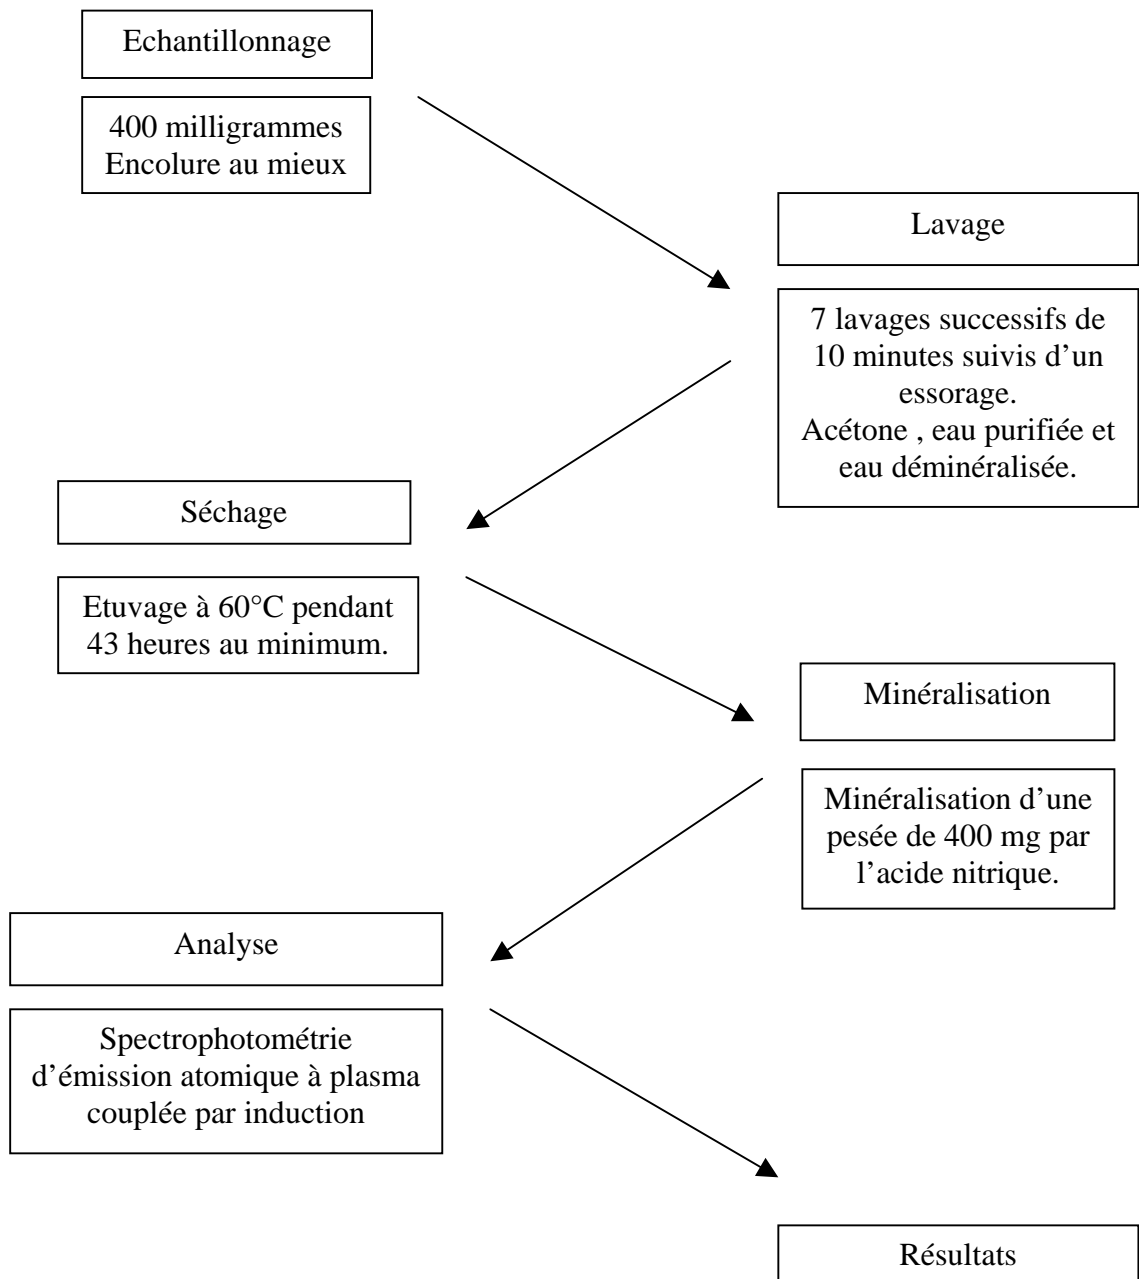 Echantillonnage
400 milligrammes
Encolure au mieux
Lavage
7 lavages successifs de
10 minutes suivis d’un
essorage.
Acétone , eau purifiée et
eau déminéralisée.
Séchage
Etuvage à 60°C pendant
43 heures au minimum.
Minéralisation
Minéralisation d’une
pesée de 400 mg par
l’acide nitrique.
Analyse
Spectrophotométrie
d’émission atomique à plasma
couplée par induction
Résultats